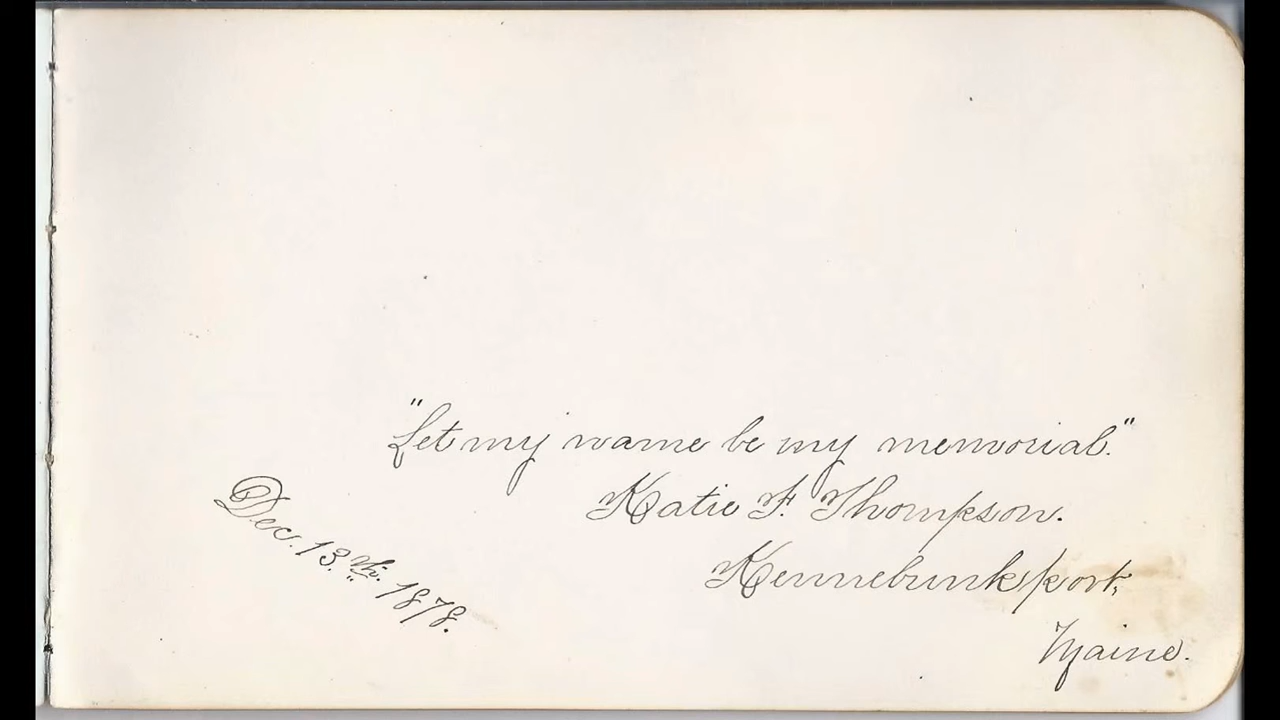 "Let my name be my memorial."
Katie F. Thompson.
Kennebunkport,
Maine.
Dec. 13th. 1878.